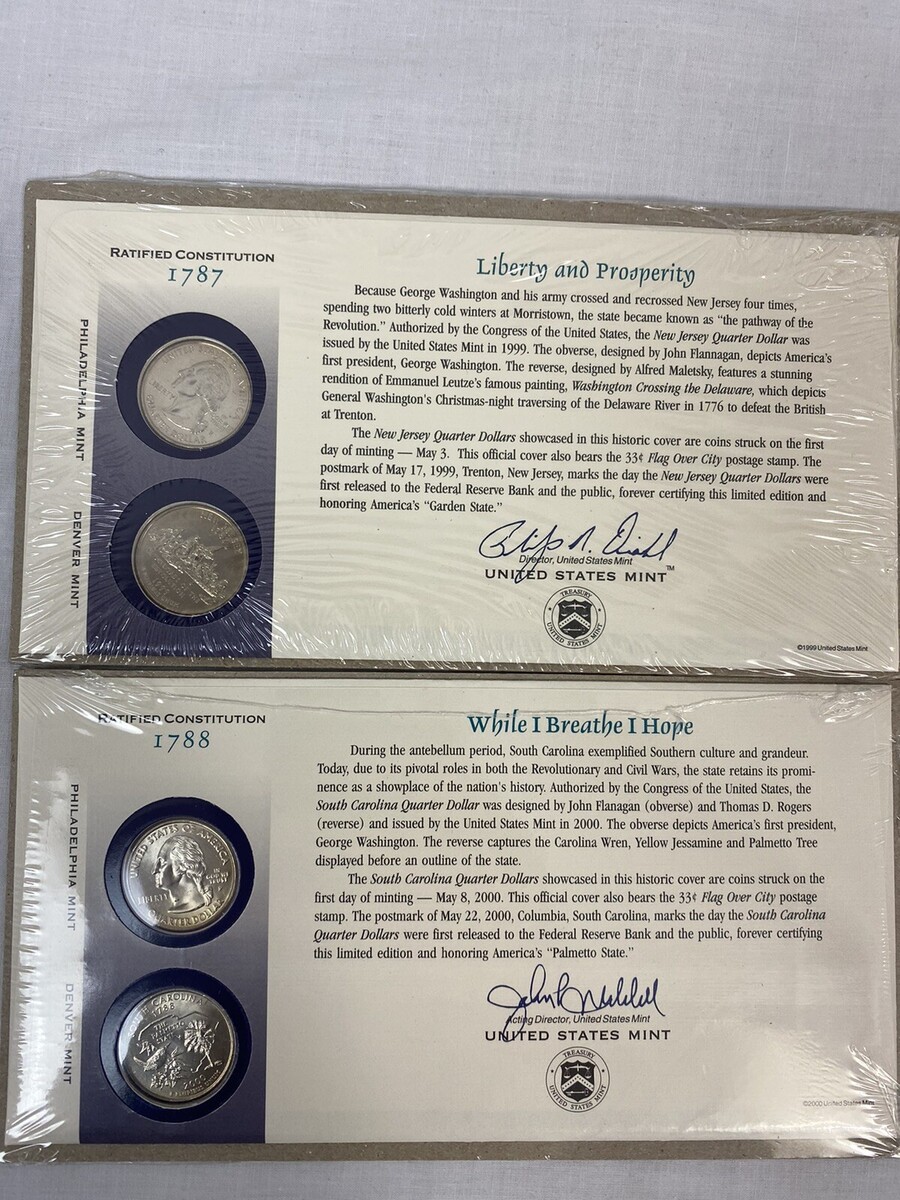 RATIFIED CONSTITUTION
1787
PHILADELPHIA MINT
DENVER MINT
Liberty and Prosperity
Because George Washington and his army crossed and recrossed New Jersey four times,
spending two bitterly cold winters at Morristown, the state became known as “the pathway of the
Revolution.” Authorized by the Congress of the United States, the New Jersey Quarter Dollar was
issued by the United States Mint in 1999. The obverse, designed by John Flannagan, depicts America's
first president, George Washington. The reverse, designed by Alfred Maletsky, features a stunning
rendition of Emmanuel Leutze's famous painting, Washington Crossing the Delaware, which depicts
General Washington's Christmas-night traversing of the Delaware River in 1776 to defeat the British
at Trenton.
The New Jersey Quarter Dollars showcased in this historic cover are coins struck on the first
day of minting — May 3. This official cover also bears the 33¢ Flag Over City postage stamp. The
postmark of May 17, 1999, Trenton, New Jersey, marks the day the New Jersey Quarter Dollars were
first released to the Federal Reserve Bank and the public, forever certifying this limited edition and
honoring America's “Garden State.”
Director, United States Mint
UNITED STATES MINT™
TREASURY
UNITED STATES MINT
©1999 United States Mint
RATIFIED CONSTITUTION
1788
PHILADELPHIA MINT
DENVER MINT
UNITED STATES OF AMERICA
LIBERTY
IN GOD WE TRUST
QUARTER DOLLAR
CAROLINA
1788
THE PALMETTO STATE
2000
While I Breathe I Hope
During the antebellum period, South Carolina exemplified Southern culture and grandeur.
Today, due to its pivotal roles in both the Revolutionary and Civil Wars, the state retains its promi-
nence as a showplace of the nation's history. Authorized by the Congress of the United States, the
South Carolina Quarter Dollar was designed by John Flanagan (obverse) and Thomas D. Rogers
(reverse) and issued by the United States Mint in 2000. The obverse depicts America's first president,
George Washington. The reverse captures the Carolina Wren, Yellow Jessamine and Palmetto Tree
displayed before an outline of the state.
The South Carolina Quarter Dollars showcased in this historic cover are coins struck on the
first day of minting — May 8, 2000. This official cover also bears the 33¢ Flag Over City postage
stamp. The postmark of May 22, 2000, Columbia, South Carolina, marks the day the South Carolina
Quarter Dollars were first released to the Federal Reserve Bank and the public, forever certifying
this limited edition and honoring America's “Palmetto State.”
Acting Director, United States Mint
UNITED STATES MINT
TREASURY
UNITED STATES MINT
©2000 United States Mint